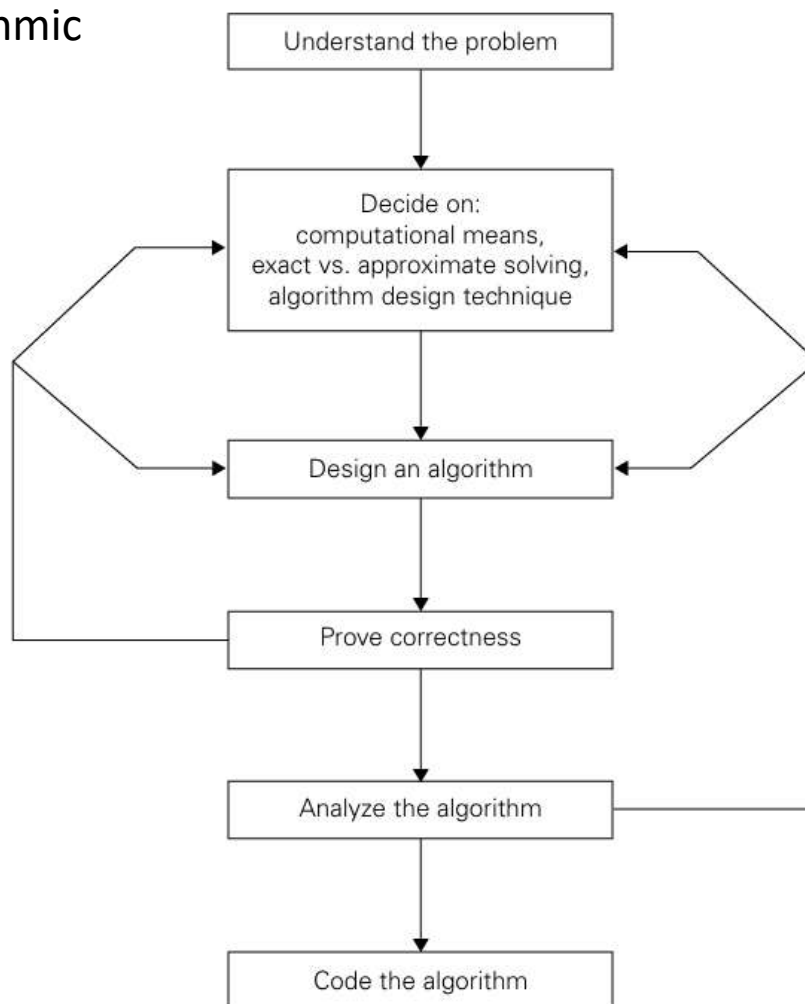 hmic
Understand the problem
Decide on:
computational means,
exact vs. approximate solving,
algorithm design technique
Design an algorithm
Prove correctness
Analyze the algorithm
Code the algorithm